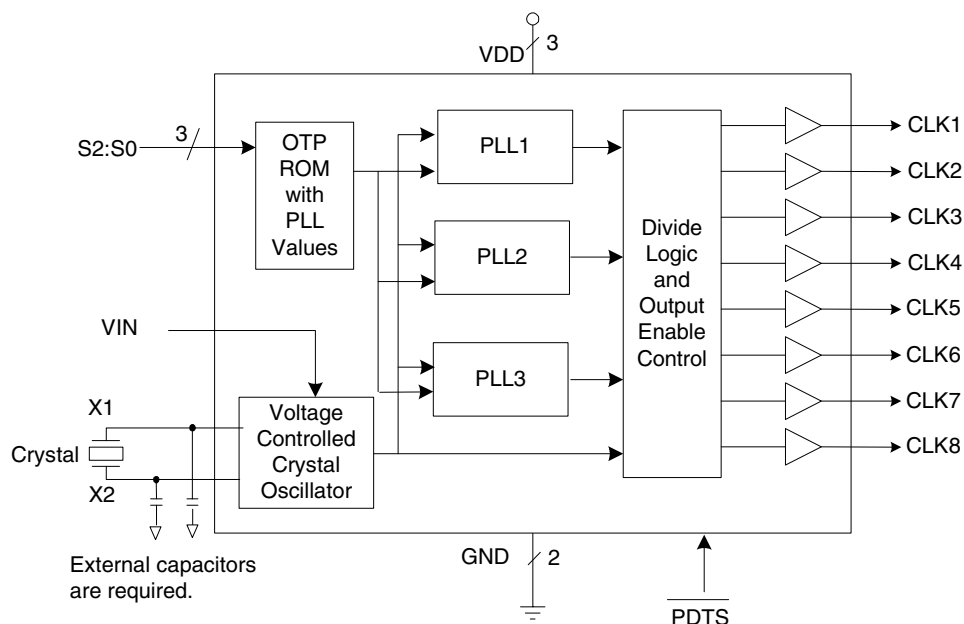 VDD
3
S2:S0
3
OTP
ROM
with
PLL
Values
PLL1
PLL2
PLL3
Divide
Logic
and
Output
Enable
Control
CLK1
CLK2
CLK3
CLK4
CLK5
CLK6
CLK7
CLK8
VIN
X1
Crystal
X2
Voltage
Controlled
Crystal
Oscillator
External capacitors
are required.
GND
2
PDTS